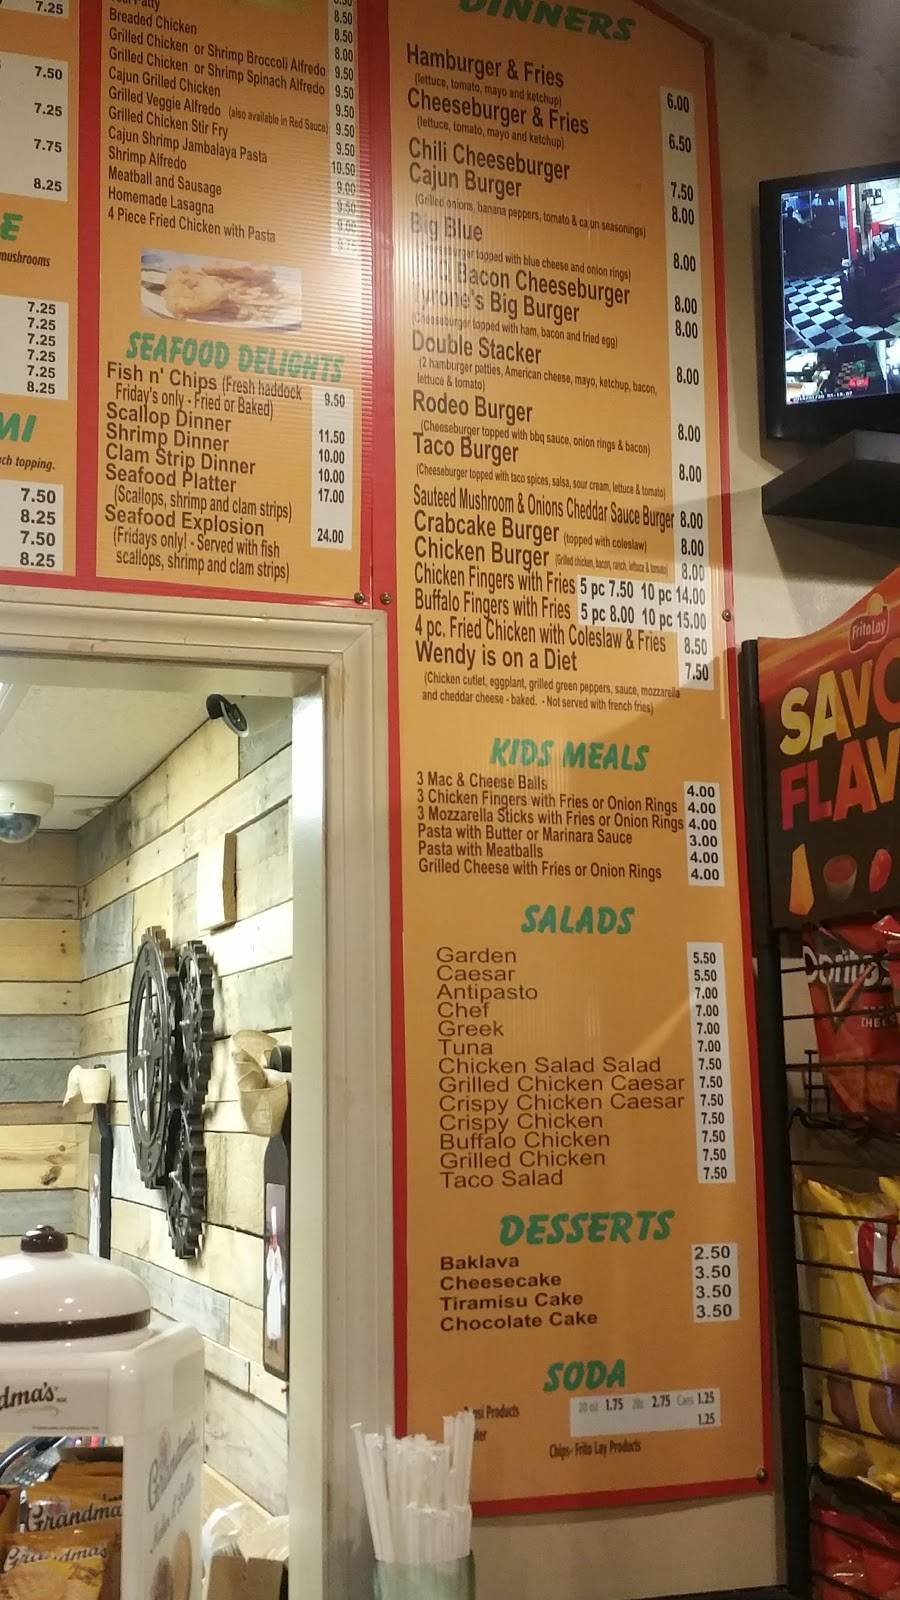 7.25
7.50
7.25
7.75
8.25
E
mushrooms
7.25
7.25
7.25
7.25
7.25
8.25
MI
ch topping.
7.50
8.25
7.50
8.25
Patty
Breaded Chicken 8.50
Grilled Chicken or Shrimp Broccoli Alfredo
Grilled Chicken or Shrimp Spinach Alfredo
Cajun Grilled Chicken
Grilled Veggie Alfredo (also available in Red Sauce)
Grilled Chicken Stir Fry
Cajun Shrimp Jambalaya Pasta
Shrimp Alfredo
Meatball and Sausage
Homemade Lasagna
4 Piece Fried Chicken with Pasta
8.50
8.00
9.50
9.50
9.50
9.50
9.50
10.50
9.00
9.50
9.00
SEAFOOD DELIGHTS
Fish n' Chips (Fresh haddock 9.50
Friday's only - Fried or Baked)
Scallop Dinner 11.50
Shrimp Dinner 10.00
Clam Strip Dinner 10.00
Seafood Platter 17.00
(Scallops, shrimp and clam strips)
Seafood Explosion 24.00
(Fridays only! - Served with fish
scallops, shrimp and clam strips)
DINNERS
Hamburger & Fries 6.00
(lettuce, tomato, mayo and ketchup)
Cheeseburger & Fries 6.50
(lettuce, tomato, mayo and ketchup)
Chili Cheeseburger 7.50
Cajun Burger 8.00
(Grilled onions, banana peppers, tomato & cajun seasonings)
Big Blue 8.00
(Cheeseburger topped with blue cheese and onion rings)
Bacon Cheeseburger 8.00
Tyrone's Big Burger 8.00
(Cheeseburger topped with ham, bacon and fried egg)
Double Stacker 8.00
(2 hamburger patties, American cheese, mayo, ketchup, bacon,
lettuce & tomato)
Rodeo Burger 8.00
(Cheeseburger topped with bbq sauce, onion rings & bacon)
Taco Burger 8.00
(Cheeseburger topped with taco spices, salsa, sour cream, lettuce & tomato)
Sauteed Mushroom & Onions Cheddar Sauce Burger 8.00
Crabcake Burger (topped with coleslaw) 8.00
Chicken Burger (Grilled chicken, bacon, ranch, lettuce & tomato) 8.00
Chicken Fingers with Fries 5 pc 7.50 10 pc 14.00
Buffalo Fingers with Fries 5 pc 8.00 10 pc 15.00
4 pc. Fried Chicken with Coleslaw & Fries 8.50
Wendy is on a Diet 7.50
(Chicken cutlet, eggplant, grilled green peppers, sauce, mozzarella
and cheddar cheese - baked. - Not served with french fries)
KIDS MEALS
3 Mac & Cheese Balls 4.00
3 Chicken Fingers with Fries or Onion Rings 4.00
3 Mozzarella Sticks with Fries or Onion Rings 4.00
Pasta with Butter or Marinara Sauce 3.00
Pasta with Meatballs 4.00
Grilled Cheese with Fries or Onion Rings 4.00
SALADS
Garden 5.50
Caesar 5.50
Antipasto 7.00
Chef 7.00
Greek 7.00
Tuna 7.00
Chicken Salad Salad 7.50
Grilled Chicken Caesar 7.50
Crispy Chicken Caesar 7.50
Crispy Chicken 7.50
Buffalo Chicken 7.50
Grilled Chicken 7.50
Taco Salad 7.50
DESSERTS
Baklava 2.50
Cheesecake 3.50
Tiramisu Cake 3.50
Chocolate Cake 3.50
SODA
si Products 20 oz 1.75 2.75 Cans 1.25
1.25
Chips- Frito Lay Products
FritoLay
SAVO
FLAV
Doritos
CHEES
dma's
Grandma's
Grandma
Grandmas